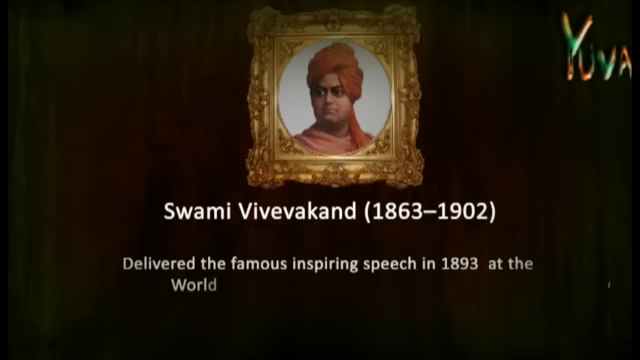 Yuva
Swami Vivevakand (1863–1902)
Delivered the famous inspiring speech in 1893 at the
World